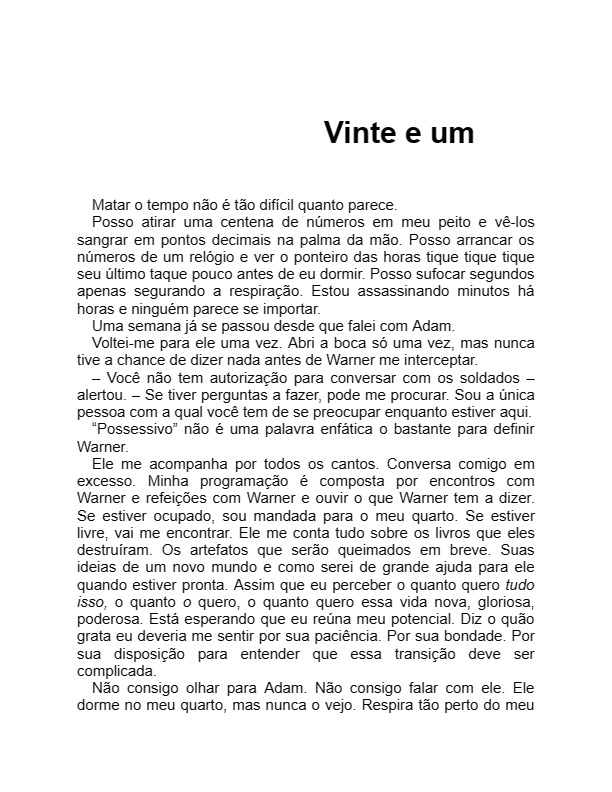 Vinte e um
Matar o tempo não é tão difícil quanto parece.
Posso atirar uma centena de números em meu peito e vê-los
sangrar em pontos decimais na palma da mão. Posso arrancar os
números de um relógio e ver o ponteiro das horas tique tique tique
seu último taque pouco antes de eu dormir. Posso sufocar segundos
apenas segurando a respiração. Estou assassinando minutos há
horas e ninguém parece se importar.
Uma semana já se passou desde que falei com Adam.
Voltei-me para ele uma vez. Abri a boca só uma vez, mas nunca
tive a chance de dizer nada antes de Warner me interceptar.
– Você não tem autorização para conversar com os soldados –
alertou. – Se tiver perguntas a fazer, pode me procurar. Sou a única
pessoa com a qual você tem de se preocupar enquanto estiver aqui.
“Possessivo” não é uma palavra enfática o bastante para definir
Warner.
Ele me acompanha por todos os cantos. Conversa comigo em
excesso. Minha programação é composta por encontros com
Warner e refeições com Warner e ouvir o que Warner tem a dizer.
Se estiver ocupado, sou mandada para o meu quarto. Se estiver
livre, vai me encontrar. Ele me conta tudo sobre os livros que eles
destruíram. Os artefatos que serão queimados em breve. Suas
ideias de um novo mundo e como serei de grande ajuda para ele
quando estiver pronta. Assim que eu perceber o quanto quero tudo
isso, o quanto o quero, o quanto quero essa vida nova, gloriosa,
poderosa. Está esperando que eu reúna meu potencial. Diz o quão
grata eu deveria me sentir por sua paciência. Por sua bondade. Por
sua disposição para entender que essa transição deve ser
complicada.
Não consigo olhar para Adam. Não consigo falar com ele. Ele
dorme no meu quarto, mas nunca o vejo. Respira tão perto do meu